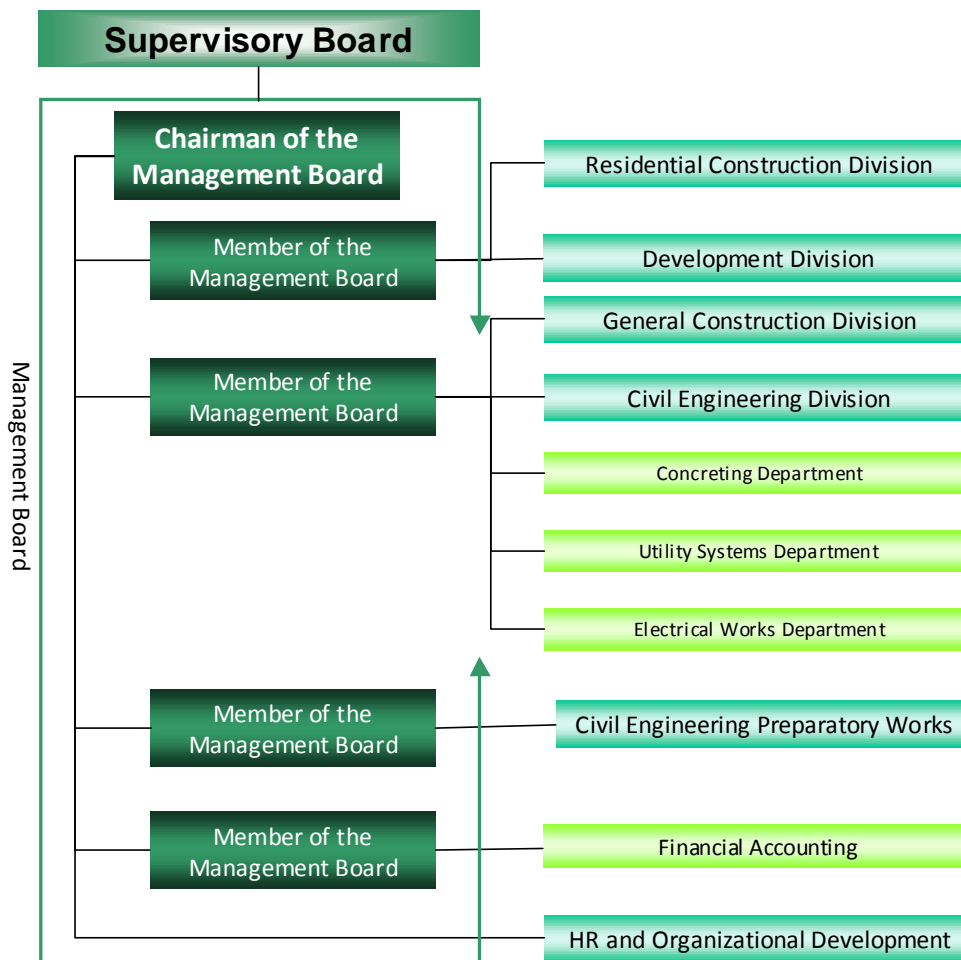 Supervisory Board
Chairman of the
Management Board
Residential Construction Division
Member of the
Management Board
Development Division
General Construction Division
Member of the
Management Board
Civil Engineering Division
Management Board
Concreting Department
Utility Systems Department
Electrical Works Department
Member of the
Management Board
Civil Engineering Preparatory Works
Member of the
Management Board
Financial Accounting
HR and Organizational Development